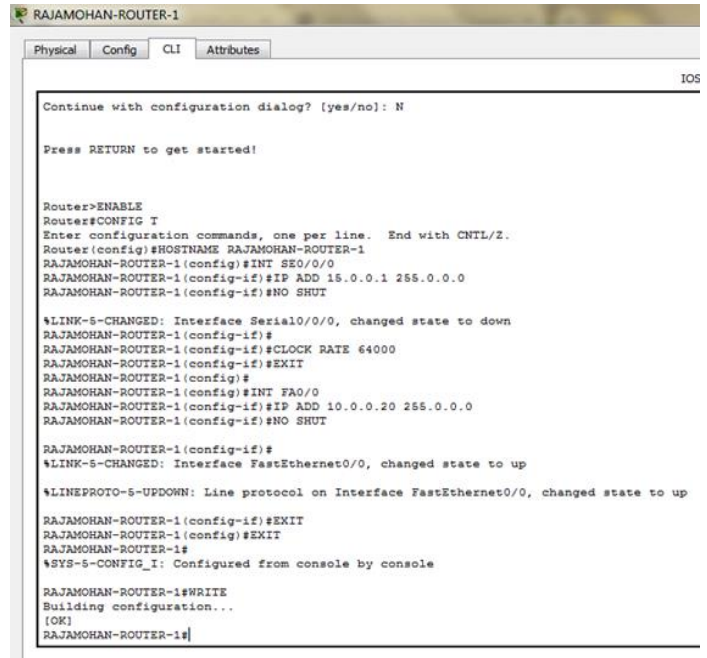 RAJAMOHAN-ROUTER-1
Physical Config CLI Attributes
IOS
Continue with configuration dialog? [yes/no]: N
Press RETURN to get started!
Router>ENABLE
Router#CONFIG T
Enter configuration commands, one per line. End with CNTL/Z.
Router(config)#HOSTNAME RAJAMOHAN-ROUTER-1
RAJAMOHAN-ROUTER-1(config)#INT SE0/0/0
RAJAMOHAN-ROUTER-1(config-if)#IP ADD 15.0.0.1 255.0.0.0
RAJAMOHAN-ROUTER-1(config-if)#NO SHUT
%LINK-5-CHANGED: Interface Serial0/0/0, changed state to down
RAJAMOHAN-ROUTER-1(config-if)#
RAJAMOHAN-ROUTER-1(config-if)#CLOCK RATE 64000
RAJAMOHAN-ROUTER-1(config-if)#EXIT
RAJAMOHAN-ROUTER-1(config)#
RAJAMOHAN-ROUTER-1(config)#INT FA0/0
RAJAMOHAN-ROUTER-1(config-if)#IP ADD 10.0.0.20 255.0.0.0
RAJAMOHAN-ROUTER-1(config-if)#NO SHUT
RAJAMOHAN-ROUTER-1(config-if)#
%LINK-5-CHANGED: Interface FastEthernet0/0, changed state to up
%LINEPROTO-5-UPDOWN: Line protocol on Interface FastEthernet0/0, changed state to up
RAJAMOHAN-ROUTER-1(config-if)#EXIT
RAJAMOHAN-ROUTER-1(config)#EXIT
RAJAMOHAN-ROUTER-1#
%SYS-5-CONFIG_I: Configured from console by console
RAJAMOHAN-ROUTER-1#WRITE
Building configuration...
[OK]
RAJAMOHAN-ROUTER-1#